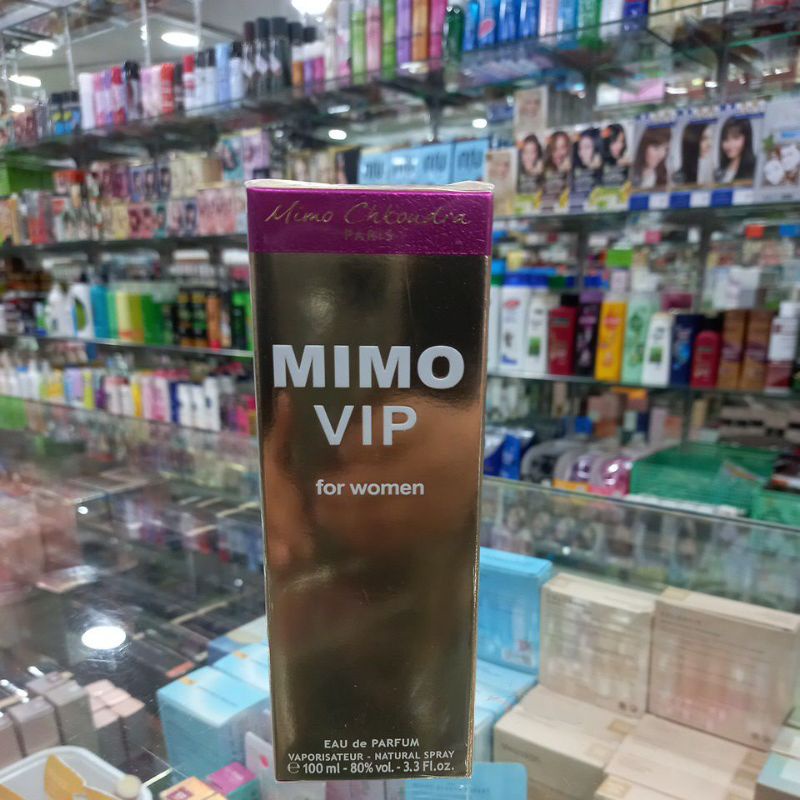 Mimo Chkoudra
PARIS
MIMO
VIP
for women
EAU de PARFUM
VAPORISATEUR - NATURAL SPRAY
℮ 100 ml - 80% vol. - 3.3 Fl.oz.